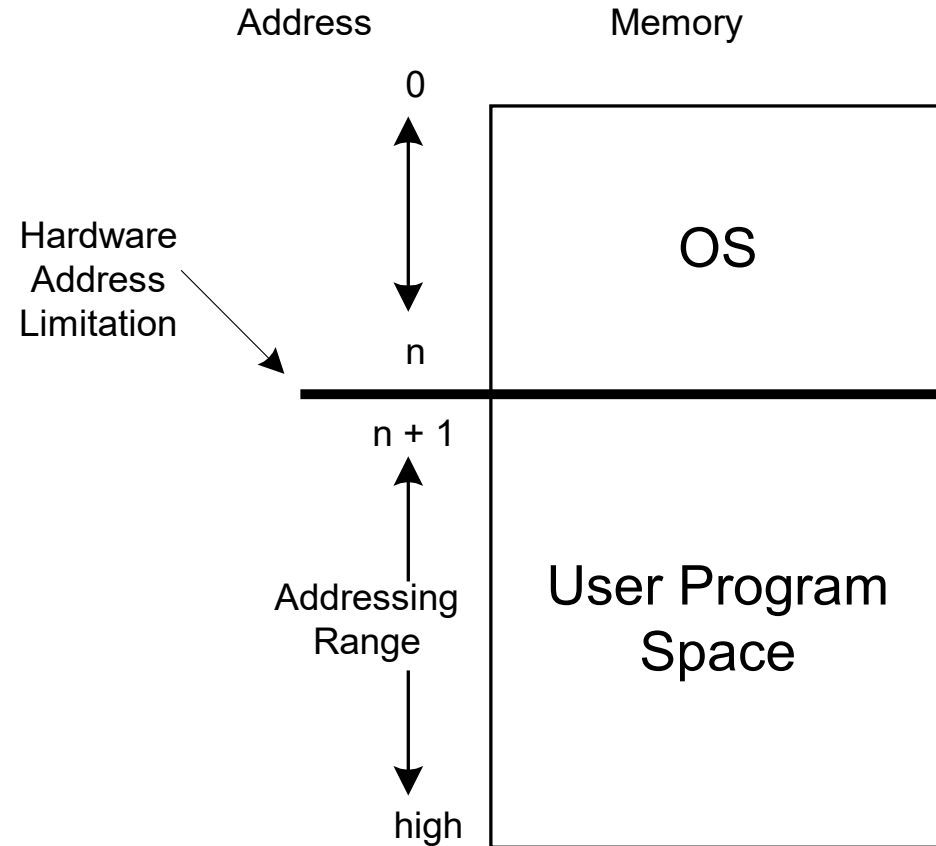 Address
Memory
0
OS
Hardware
Address
Limitation
n
n + 1
Addressing
Range
User Program
Space
high